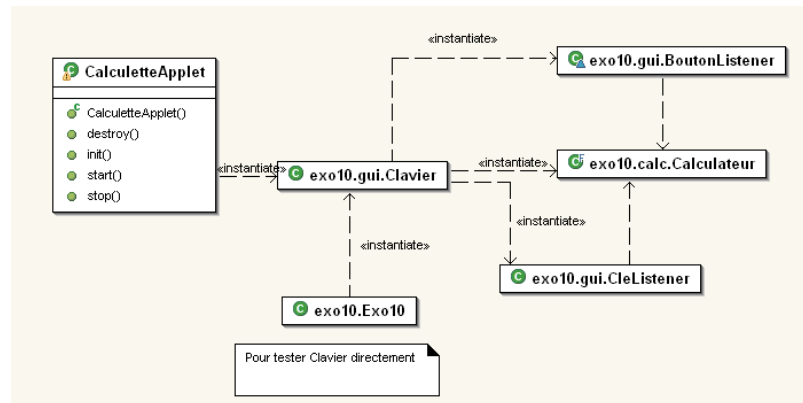 «instantiate»
CalculetteApplet
exo10.gui.BoutonListener
CalculetteApplet()
destroy()
init()
start()
stop()
«instantiate»
exo10.gui.Clavier
«instantiate»
exo10.calc.Calculateur
«instantiate»
«instantiate»
exo10.gui.CleListener
exo10.Exo10
Pour tester Clavier directement